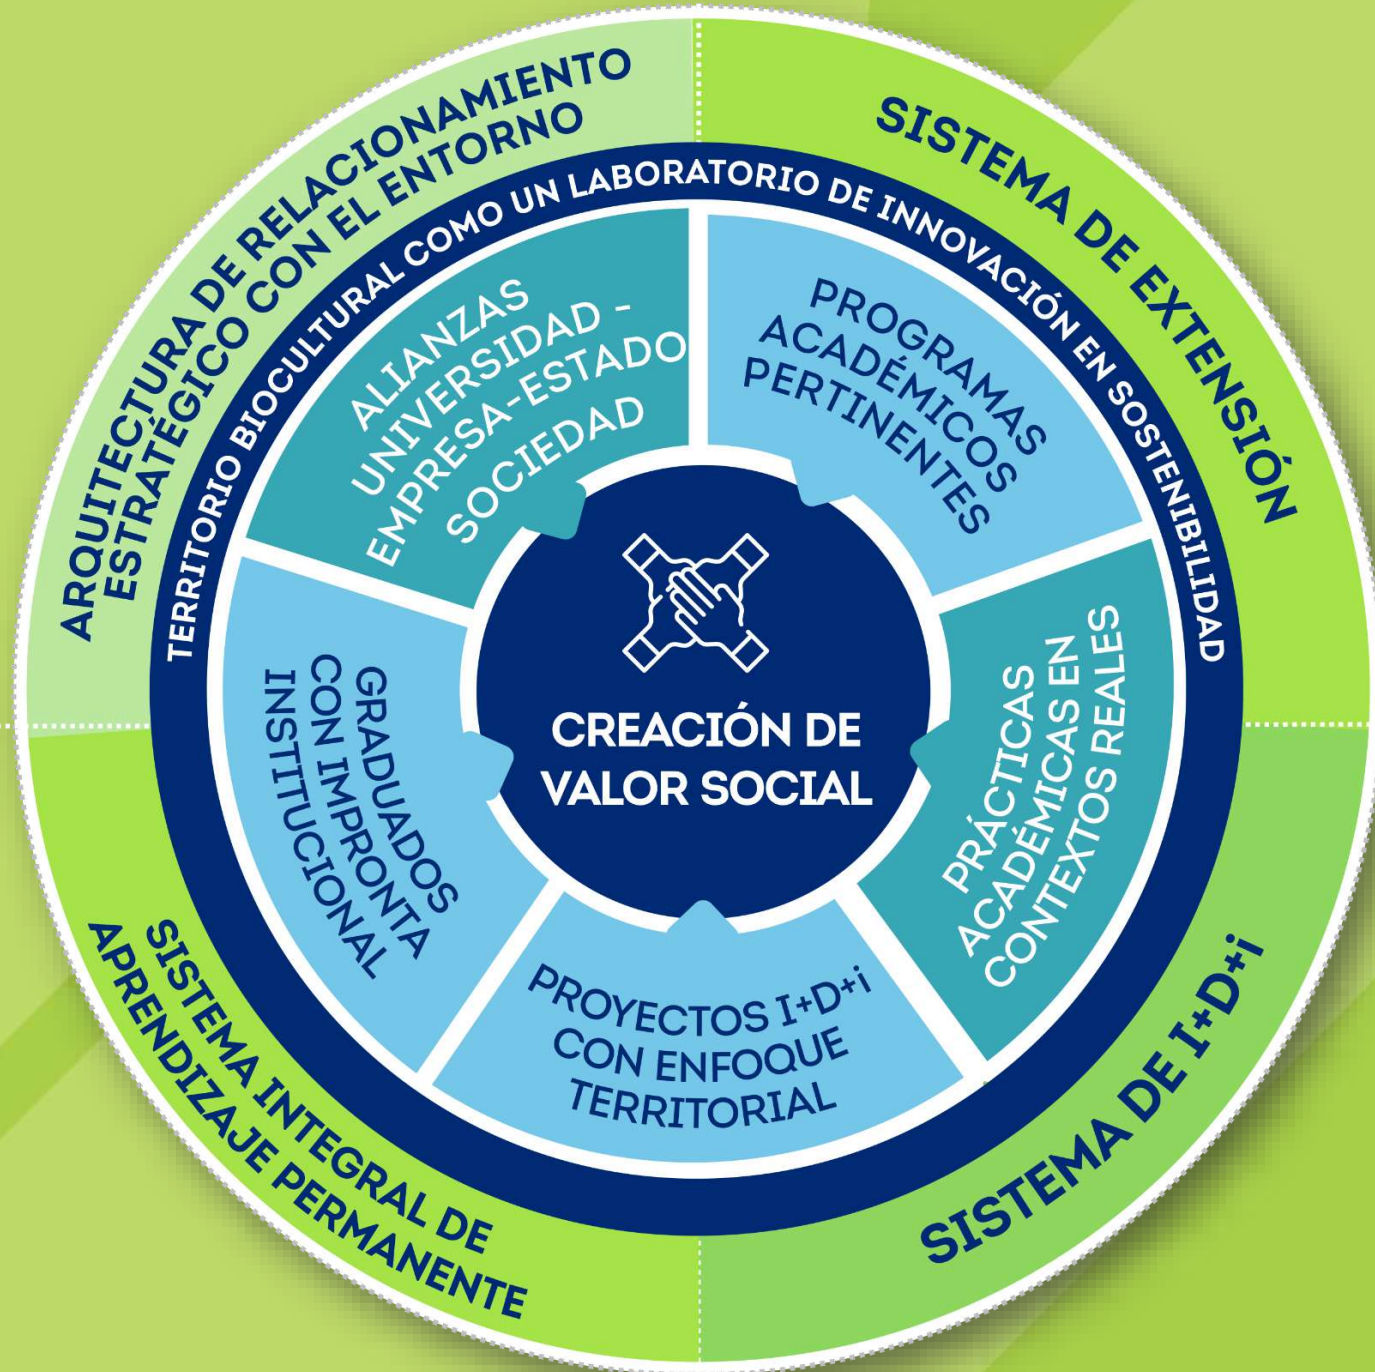 ARQUITECTURA DE RELACIONAMIENTO
ESTRATÉGICO CON EL ENTORNO
SISTEMA DE EXTENSIÓN
TERRITORIO BIOCULTURAL COMO UN LABORATORIO DE INNOVACIÓN EN SOSTENIBILIDAD
ALIANZAS
UNIVERSIDAD -
EMPRESA-ESTADO
SOCIEDAD
PROGRAMAS
ACADÉMICOS
PERTINENTES
PRÁCTICAS
ACADÉMICAS EN
CONTEXTOS REALES
PROYECTOS I+D+i
CON ENFOQUE
TERRITORIAL
GRADUADOS
CON IMPRONTA
INSTITUCIONAL
CREACIÓN DE
VALOR SOCIAL
SISTEMA DE I+D+i
SISTEMA INTEGRAL DE
APRENDIZAJE PERMANENTE